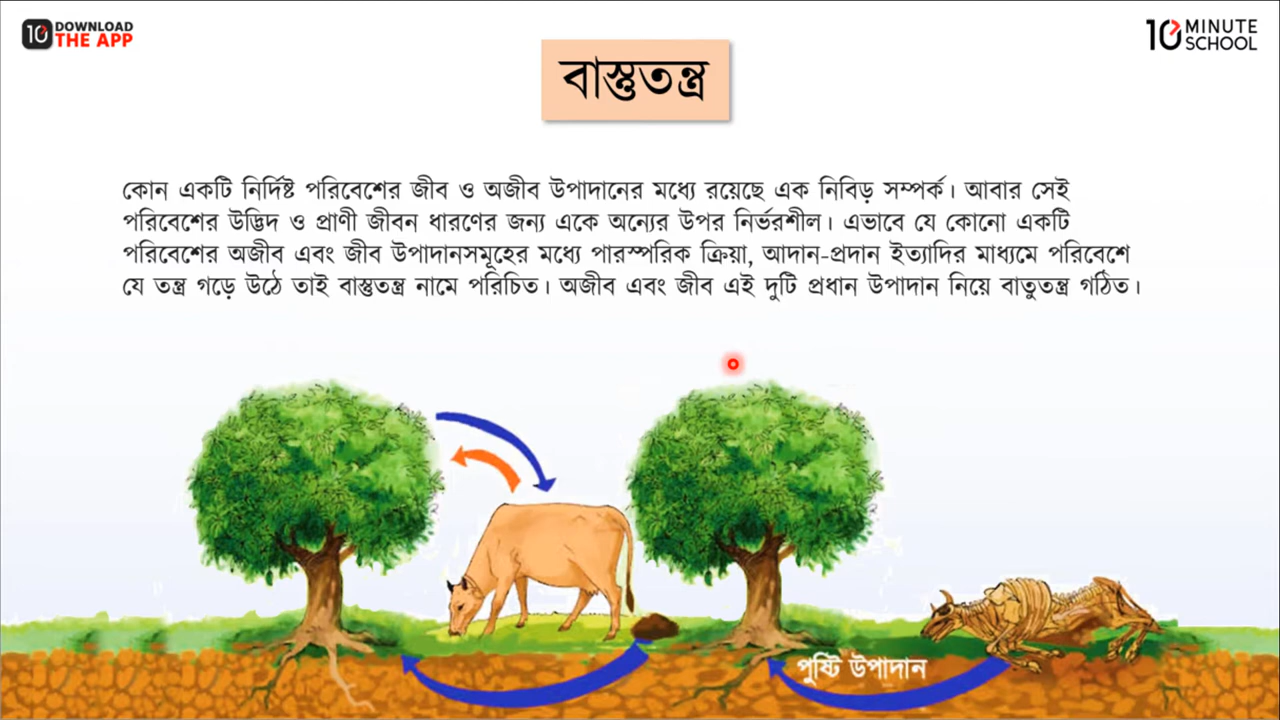 10 DOWNLOAD
THE APP
10 MINUTE
SCHOOL
বাস্তুতন্ত্র
কোন একটি নির্দিষ্ট পরিবেশের জীব ও অজীব উপাদানের মধ্যে রয়েছে এক নিবিড় সম্পর্ক। আবার সেই
পরিবেশের উদ্ভিদ ও প্রাণী জীবন ধারণের জন্য একে অন্যের উপর নির্ভরশীল। এভাবে যে কোনো একটি
পরিবেশের অজীব এবং জীব উপাদানসমূহের মধ্যে পারস্পরিক ক্রিয়া, আদান-প্রদান ইত্যাদির মাধ্যমে পরিবেশে
যে তন্ত্র গড়ে উঠে তাই বাস্তুতন্ত্র নামে পরিচিত। অজীব এবং জীব এই দুটি প্রধান উপাদান নিয়ে বাতুতন্ত্র গঠিত।
পুষ্টি উপাদান